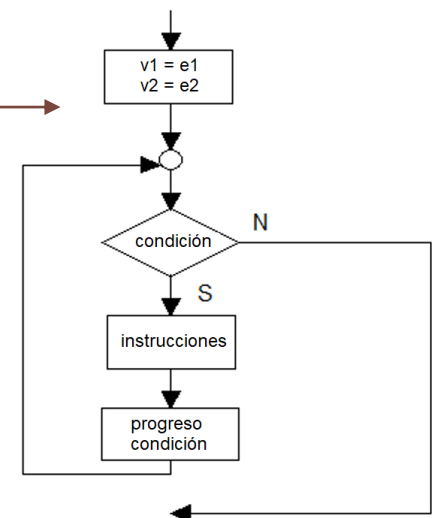 v1 = e1
v2 = e2
condición
N
S
instrucciones
progreso
condición